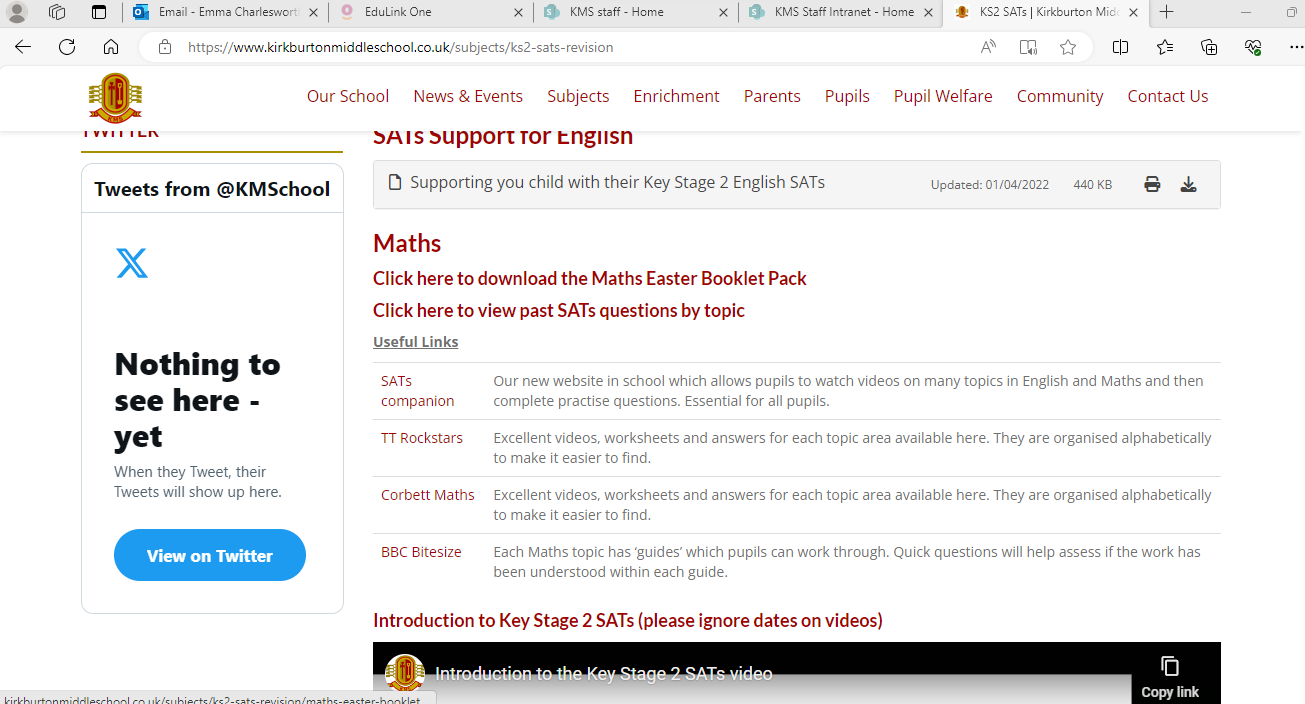 Email - Emma Charleswort
EduLink One
KMS staff - Home
KMS Staff Intranet - Home
KS2 SATs | Kirkburton Midd
https://www.kirkburtonmiddleschool.co.uk/subjects/ks2-sats-revision
Our School News & Events Subjects Enrichment Parents Pupils Pupil Welfare Community Contact Us
TWITTER
Tweets from @KMSchool
Nothing to
see here -
yet
When they Tweet, their
Tweets will show up here.
View on Twitter
SATs Support for English
Supporting you child with their Key Stage 2 English SATs Updated: 01/04/2022 440 KB
Maths
Click here to download the Maths Easter Booklet Pack
Click here to view past SATs questions by topic
Useful Links
SATs
companion
Our new website in school which allows pupils to watch videos on many topics in English and Maths and then
complete practise questions. Essential for all pupils.
TT Rockstars
Excellent videos, worksheets and answers for each topic area available here. They are organised alphabetically
to make it easier to find.
Corbett Maths
Excellent videos, worksheets and answers for each topic area available here. They are organised alphabetically
to make it easier to find.
BBC Bitesize
Each Maths topic has ‘guides’ which pupils can work through. Quick questions will help assess if the work has
been understood within each guide.
Introduction to Key Stage 2 SATs (please ignore dates on videos)
Introduction to the Key Stage 2 SATs video
Copy link
kirkburtonmiddleschool.co.uk/subjects/ks2-sats-revision/maths-easter-booklet...